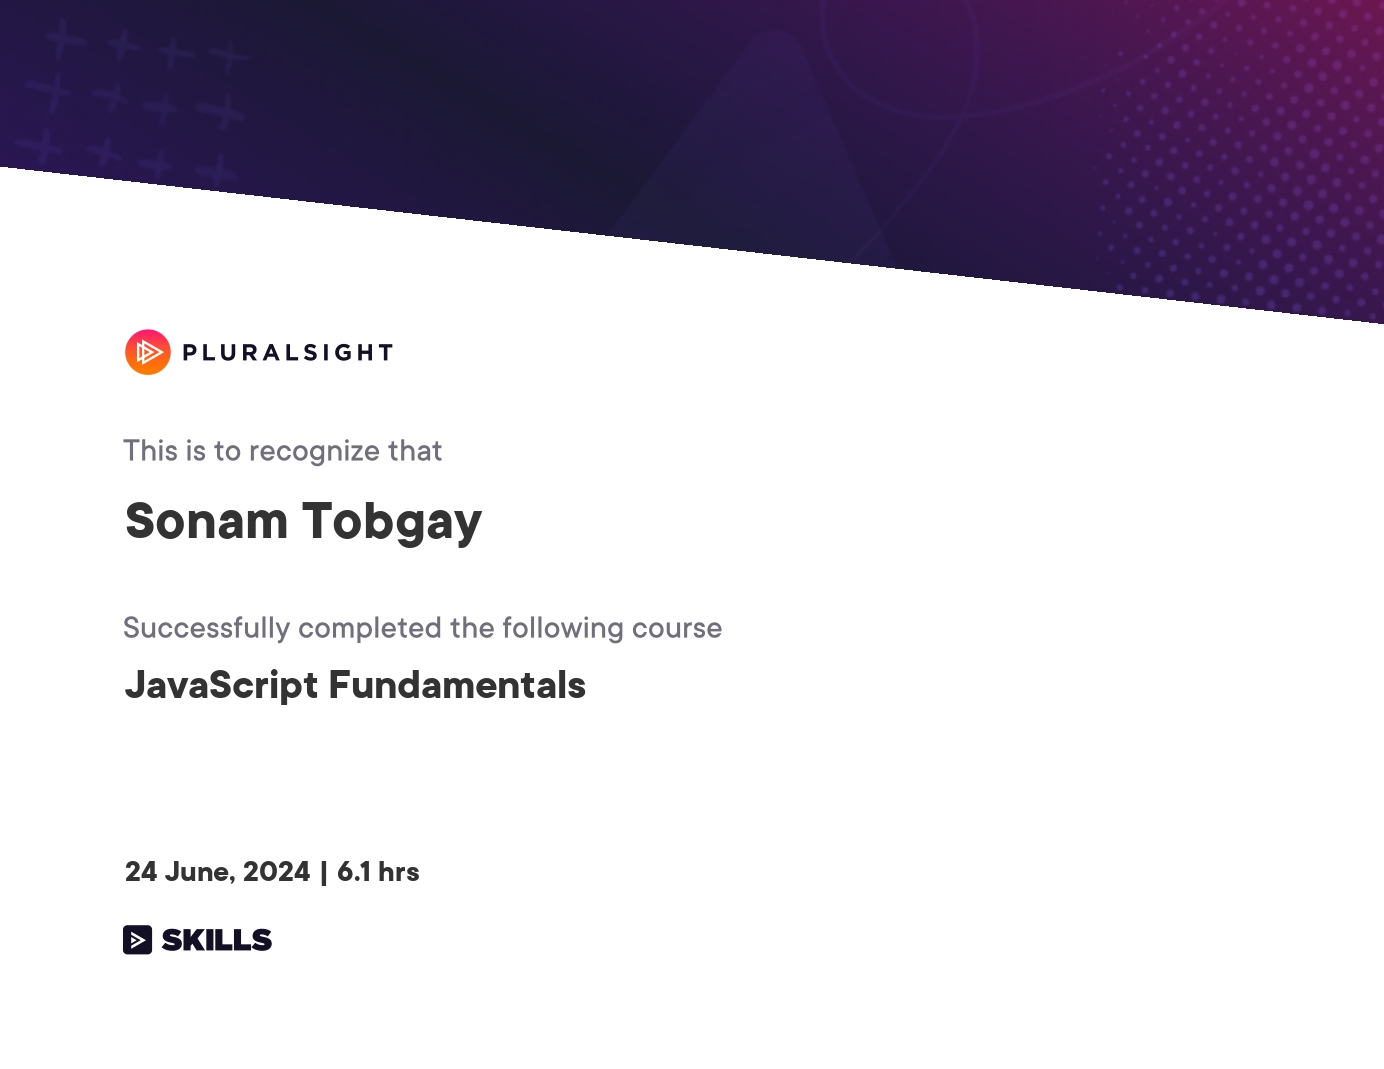 PLURALSIGHT
This is to recognize that
Sonam Tobgay
Successfully completed the following course
JavaScript Fundamentals
24 June, 2024 | 6.1 hrs
SKILLS